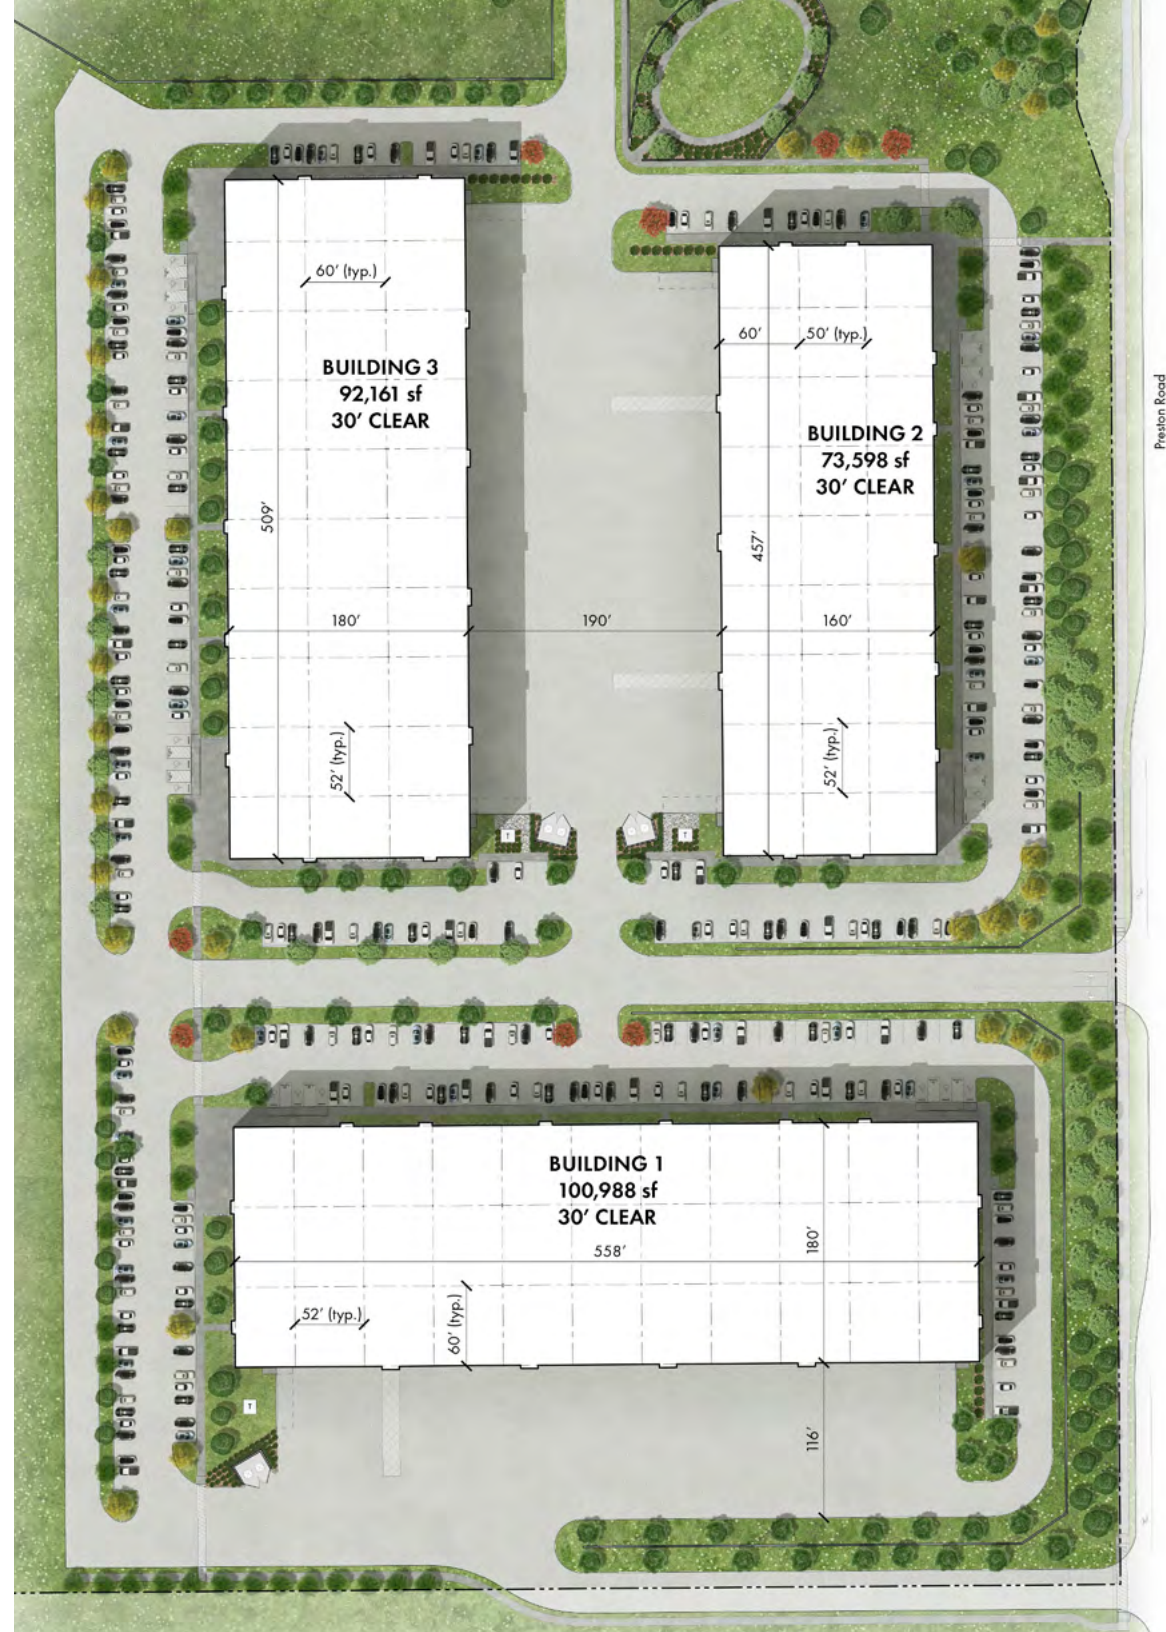 60' (typ.)
BUILDING 3
92,161 sf
30' CLEAR
509'
180'
52' (typ.)
190'
60'
50' (typ.)
BUILDING 2
73,598 sf
30' CLEAR
457'
160'
52' (typ.)
T
T
Preston Road
BUILDING 1
100,988 sf
30' CLEAR
558'
180'
52' (typ.)
60' (typ.)
116'
T